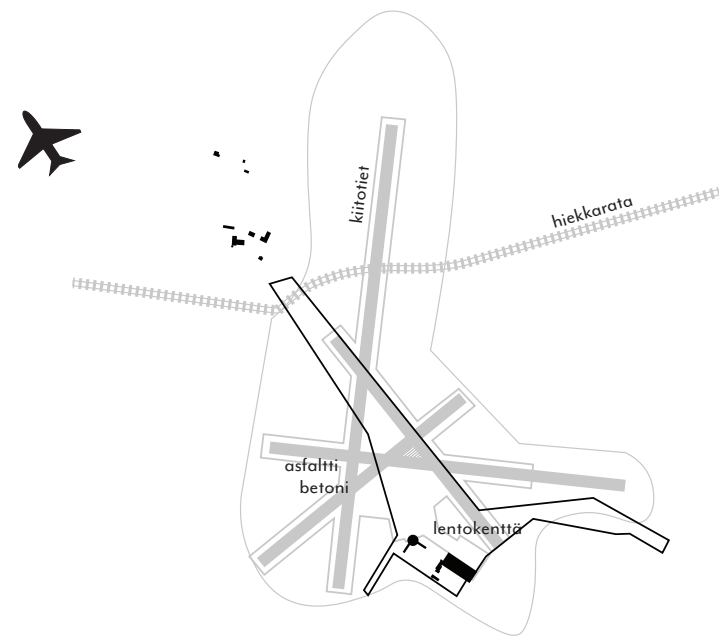 kiitotiet
hiekkarata
asfaltti
betoni
lentokenttä